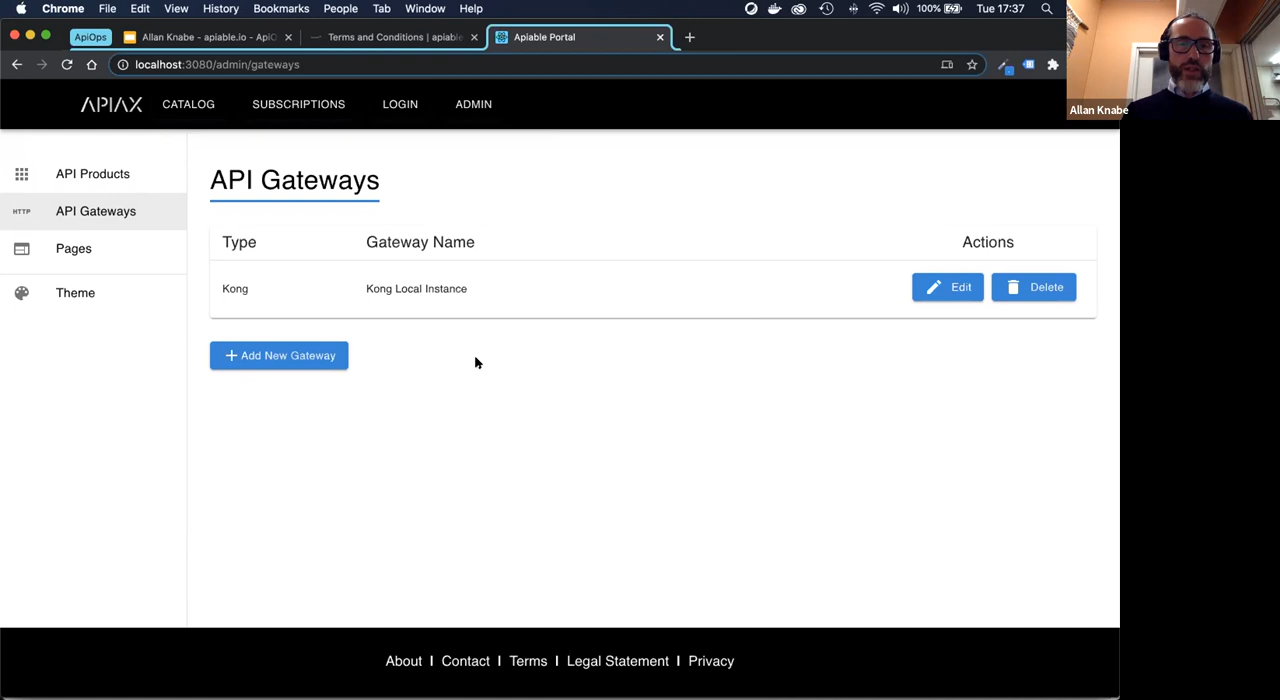 Chrome File Edit View History Bookmarks People Tab Window Help 100% Tue 17:37
ApiOps Allan Knabe - apiable.io - ApiO Terms and Conditions | apiable Apiable Portal
localhost:3080/admin/gateways
Allan Knabe
APIAX CATALOG SUBSCRIPTIONS LOGIN ADMIN
API Products
HTTP API Gateways
Pages
Theme
API Gateways
Type Gateway Name Actions
Kong Kong Local Instance Edit Delete
+ Add New Gateway
About | Contact | Terms | Legal Statement | Privacy